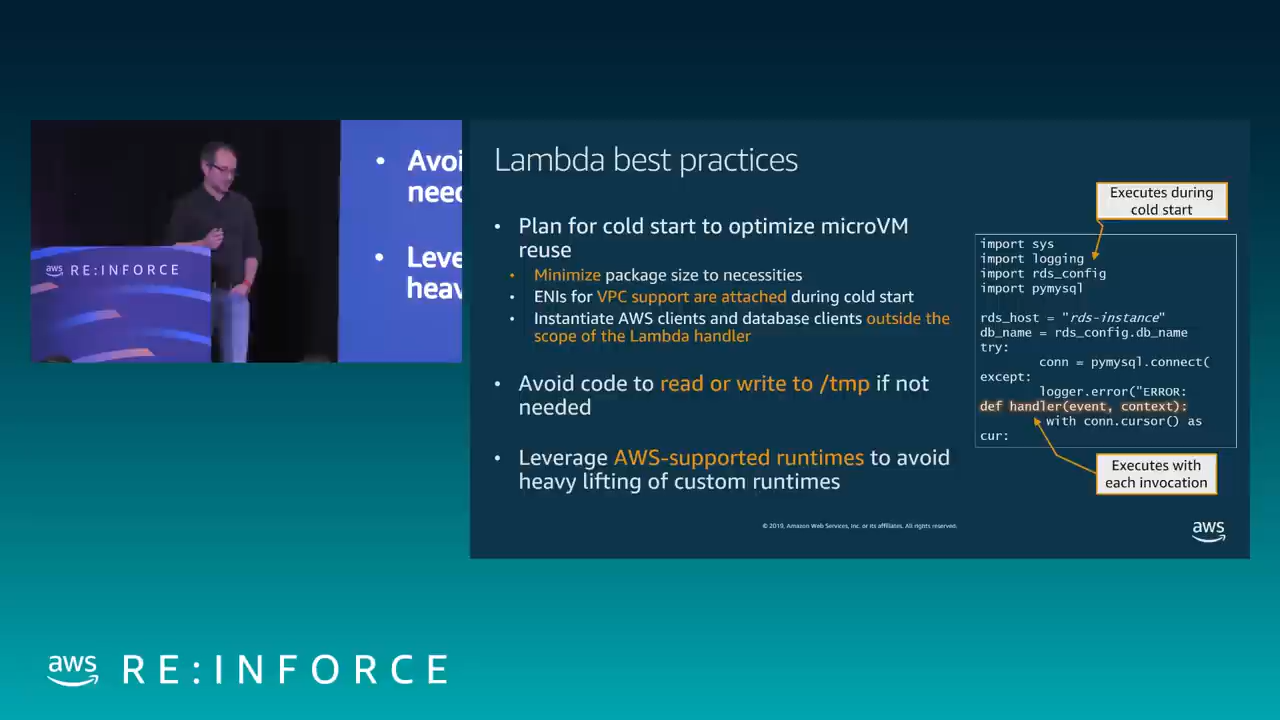 Avoi
need
Leve
heav
aws RE:INFORCE
Lambda best practices
• Plan for cold start to optimize microVM
reuse
• Minimize package size to necessities
• ENIs for VPC support are attached during cold start
• Instantiate AWS clients and database clients outside the
scope of the Lambda handler
• Avoid code to read or write to /tmp if not
needed
• Leverage AWS-supported runtimes to avoid
heavy lifting of custom runtimes
Executes during
cold start
import sys
import logging
import rds_config
import pymysql
rds_host = "rds-instance"
db_name = rds_config.db_name
try:
conn = pymysql.connect(
except:
logger.error("ERROR:
def handler(event, context):
with conn.cursor() as
cur:
Executes with
each invocation
© 2019, Amazon Web Services, Inc. or its affiliates. All rights reserved.
aws
aws RE:INFORCE